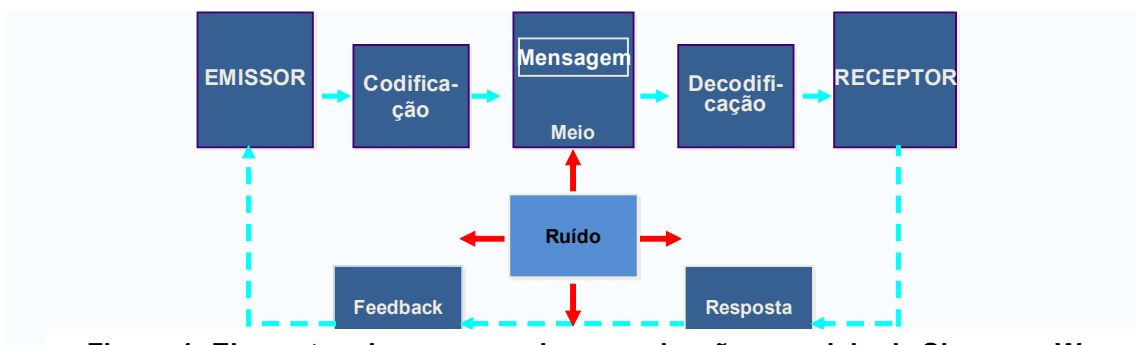 EMISSOR
Codifica-
ção
Mensagem
Meio
Decodifi-
cação
RECEPTOR
Ruído
Feedback
Resposta